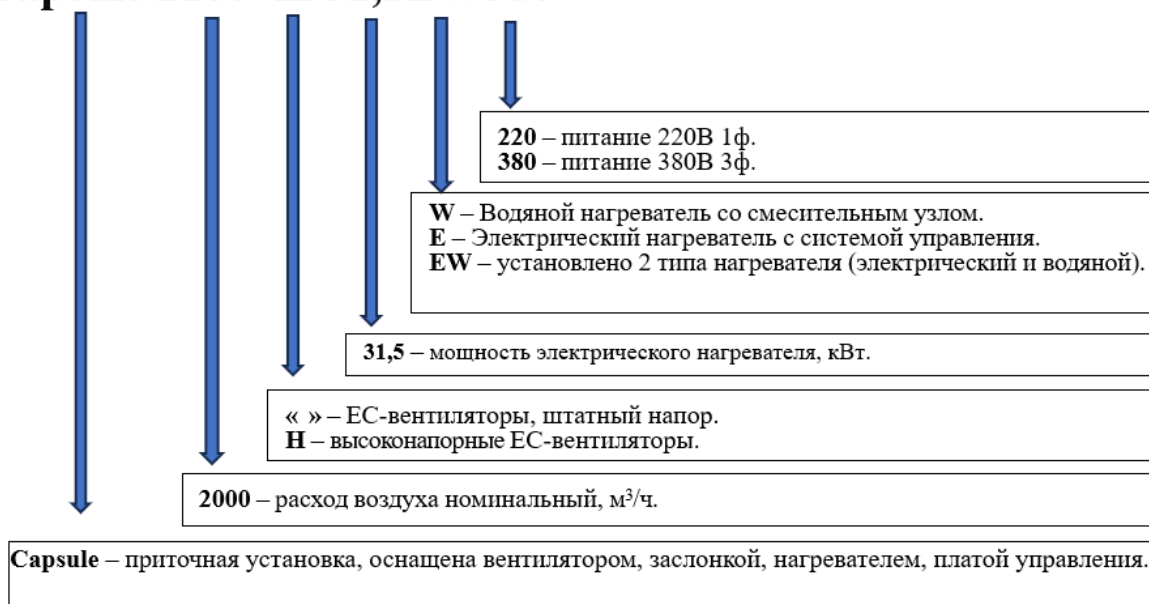 220 – питание 220В 1ф.
380 – питание 380В 3ф.
W – Водяной нагреватель со смесительным узлом.
E – Электрический нагреватель с системой управления.
EW – установлено 2 типа нагревателя (электрический и водяной).
31,5 – мощность электрического нагревателя, кВт.
« » – ЕС-вентиляторы, штатный напор.
H – высоконапорные ЕС-вентиляторы.
2000 – расход воздуха номинальный, м³/ч.
Capsule – приточная установка, оснащена вентилятором, заслонкой, нагревателем, платой управления.